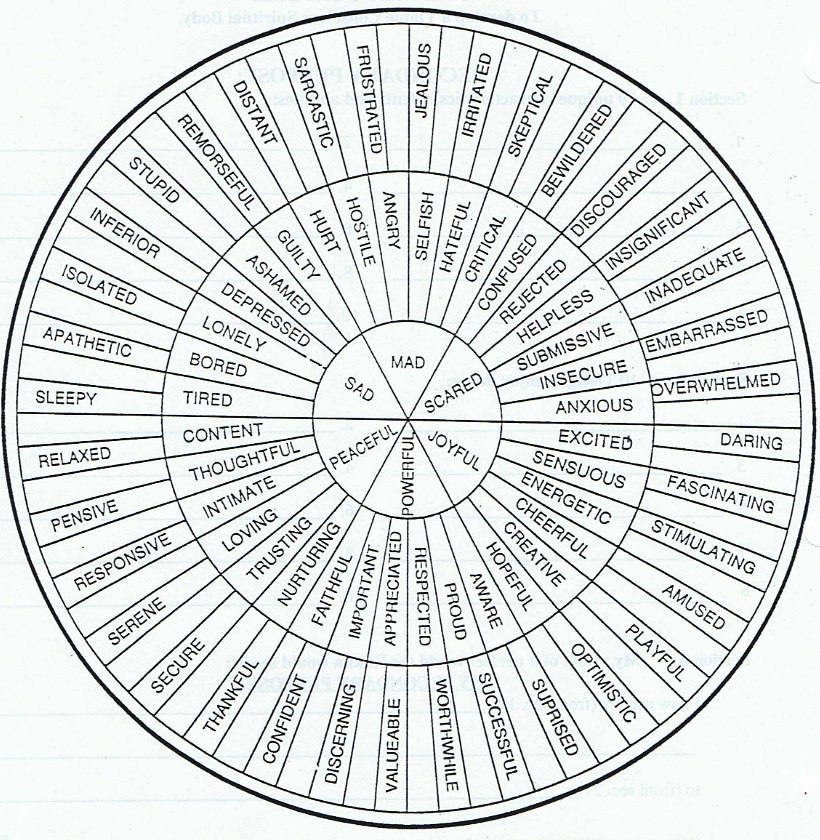 MAD
SCARED
JOYFUL
POWERFUL
PEACEFUL
SAD
SELFISH
HATEFUL
CRITICAL
CONFUSED
REJECTED
HELPLESS
SUBMISSIVE
INSECURE
ANXIOUS
EXCITED
SENSUOUS
ENERGETIC
CHEERFUL
CREATIVE
HOPEFUL
AWARE
PROUD
RESPECTED
APPRECIATED
IMPORTANT
FAITHFUL
NURTURING
TRUSTING
LOVING
INTIMATE
THOUGHTFUL
CONTENT
TIRED
BORED
LONELY
DEPRESSED
ASHAMED
GUILTY
HURT
HOSTILE
ANGRY
JEALOUS
IRRITATED
SKEPTICAL
BEWILDERED
DISCOURAGED
INSIGNIFICANT
INADEQUATE
EMBARRASSED
OVERWHELMED
DARING
FASCINATING
STIMULATING
AMUSED
PLAYFUL
OPTIMISTIC
SUPRISED
SUCCESSFUL
WORTHWHILE
VALUEABLE
DISCERNING
CONFIDENT
THANKFUL
SECURE
SERENE
RESPONSIVE
PENSIVE
RELAXED
SLEEPY
APATHETIC
ISOLATED
INFERIOR
STUPID
REMORSEFUL
DISTANT
SARCASTIC
FRUSTRATED